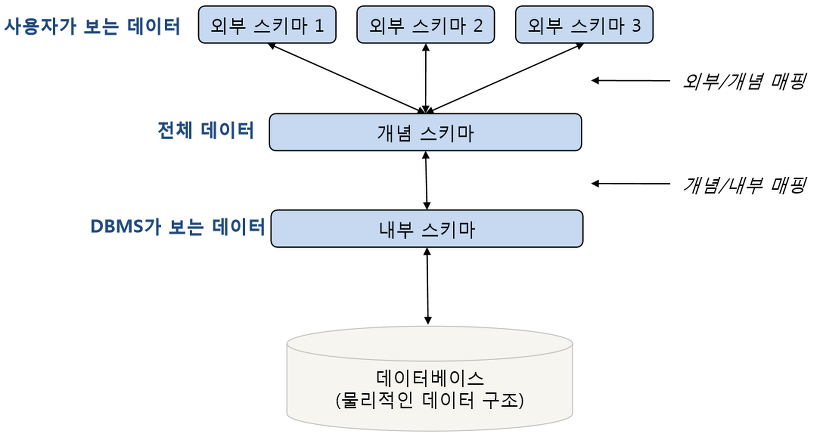 사용자가 보는 데이터
외부 스키마 1
외부 스키마 2
외부 스키마 3
외부/개념 매핑
전체 데이터
개념 스키마
개념/내부 매핑
DBMS가 보는 데이터
내부 스키마
데이터베이스
(물리적인 데이터 구조)